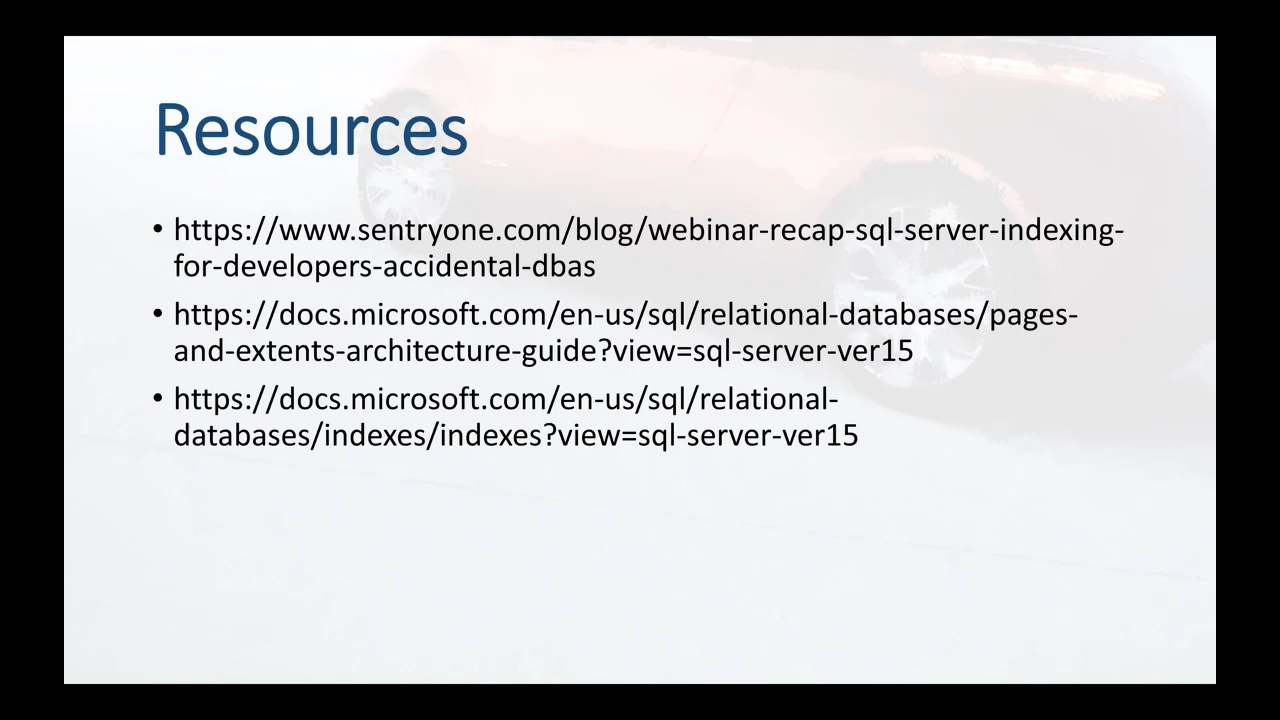 Resources
• https://www.sentryone.com/blog/webinar-recap-sql-server-indexing-
for-developers-accidental-dbas
• https://docs.microsoft.com/en-us/sql/relational-databases/pages-
and-extents-architecture-guide?view=sql-server-ver15
• https://docs.microsoft.com/en-us/sql/relational-
databases/indexes/indexes?view=sql-server-ver15